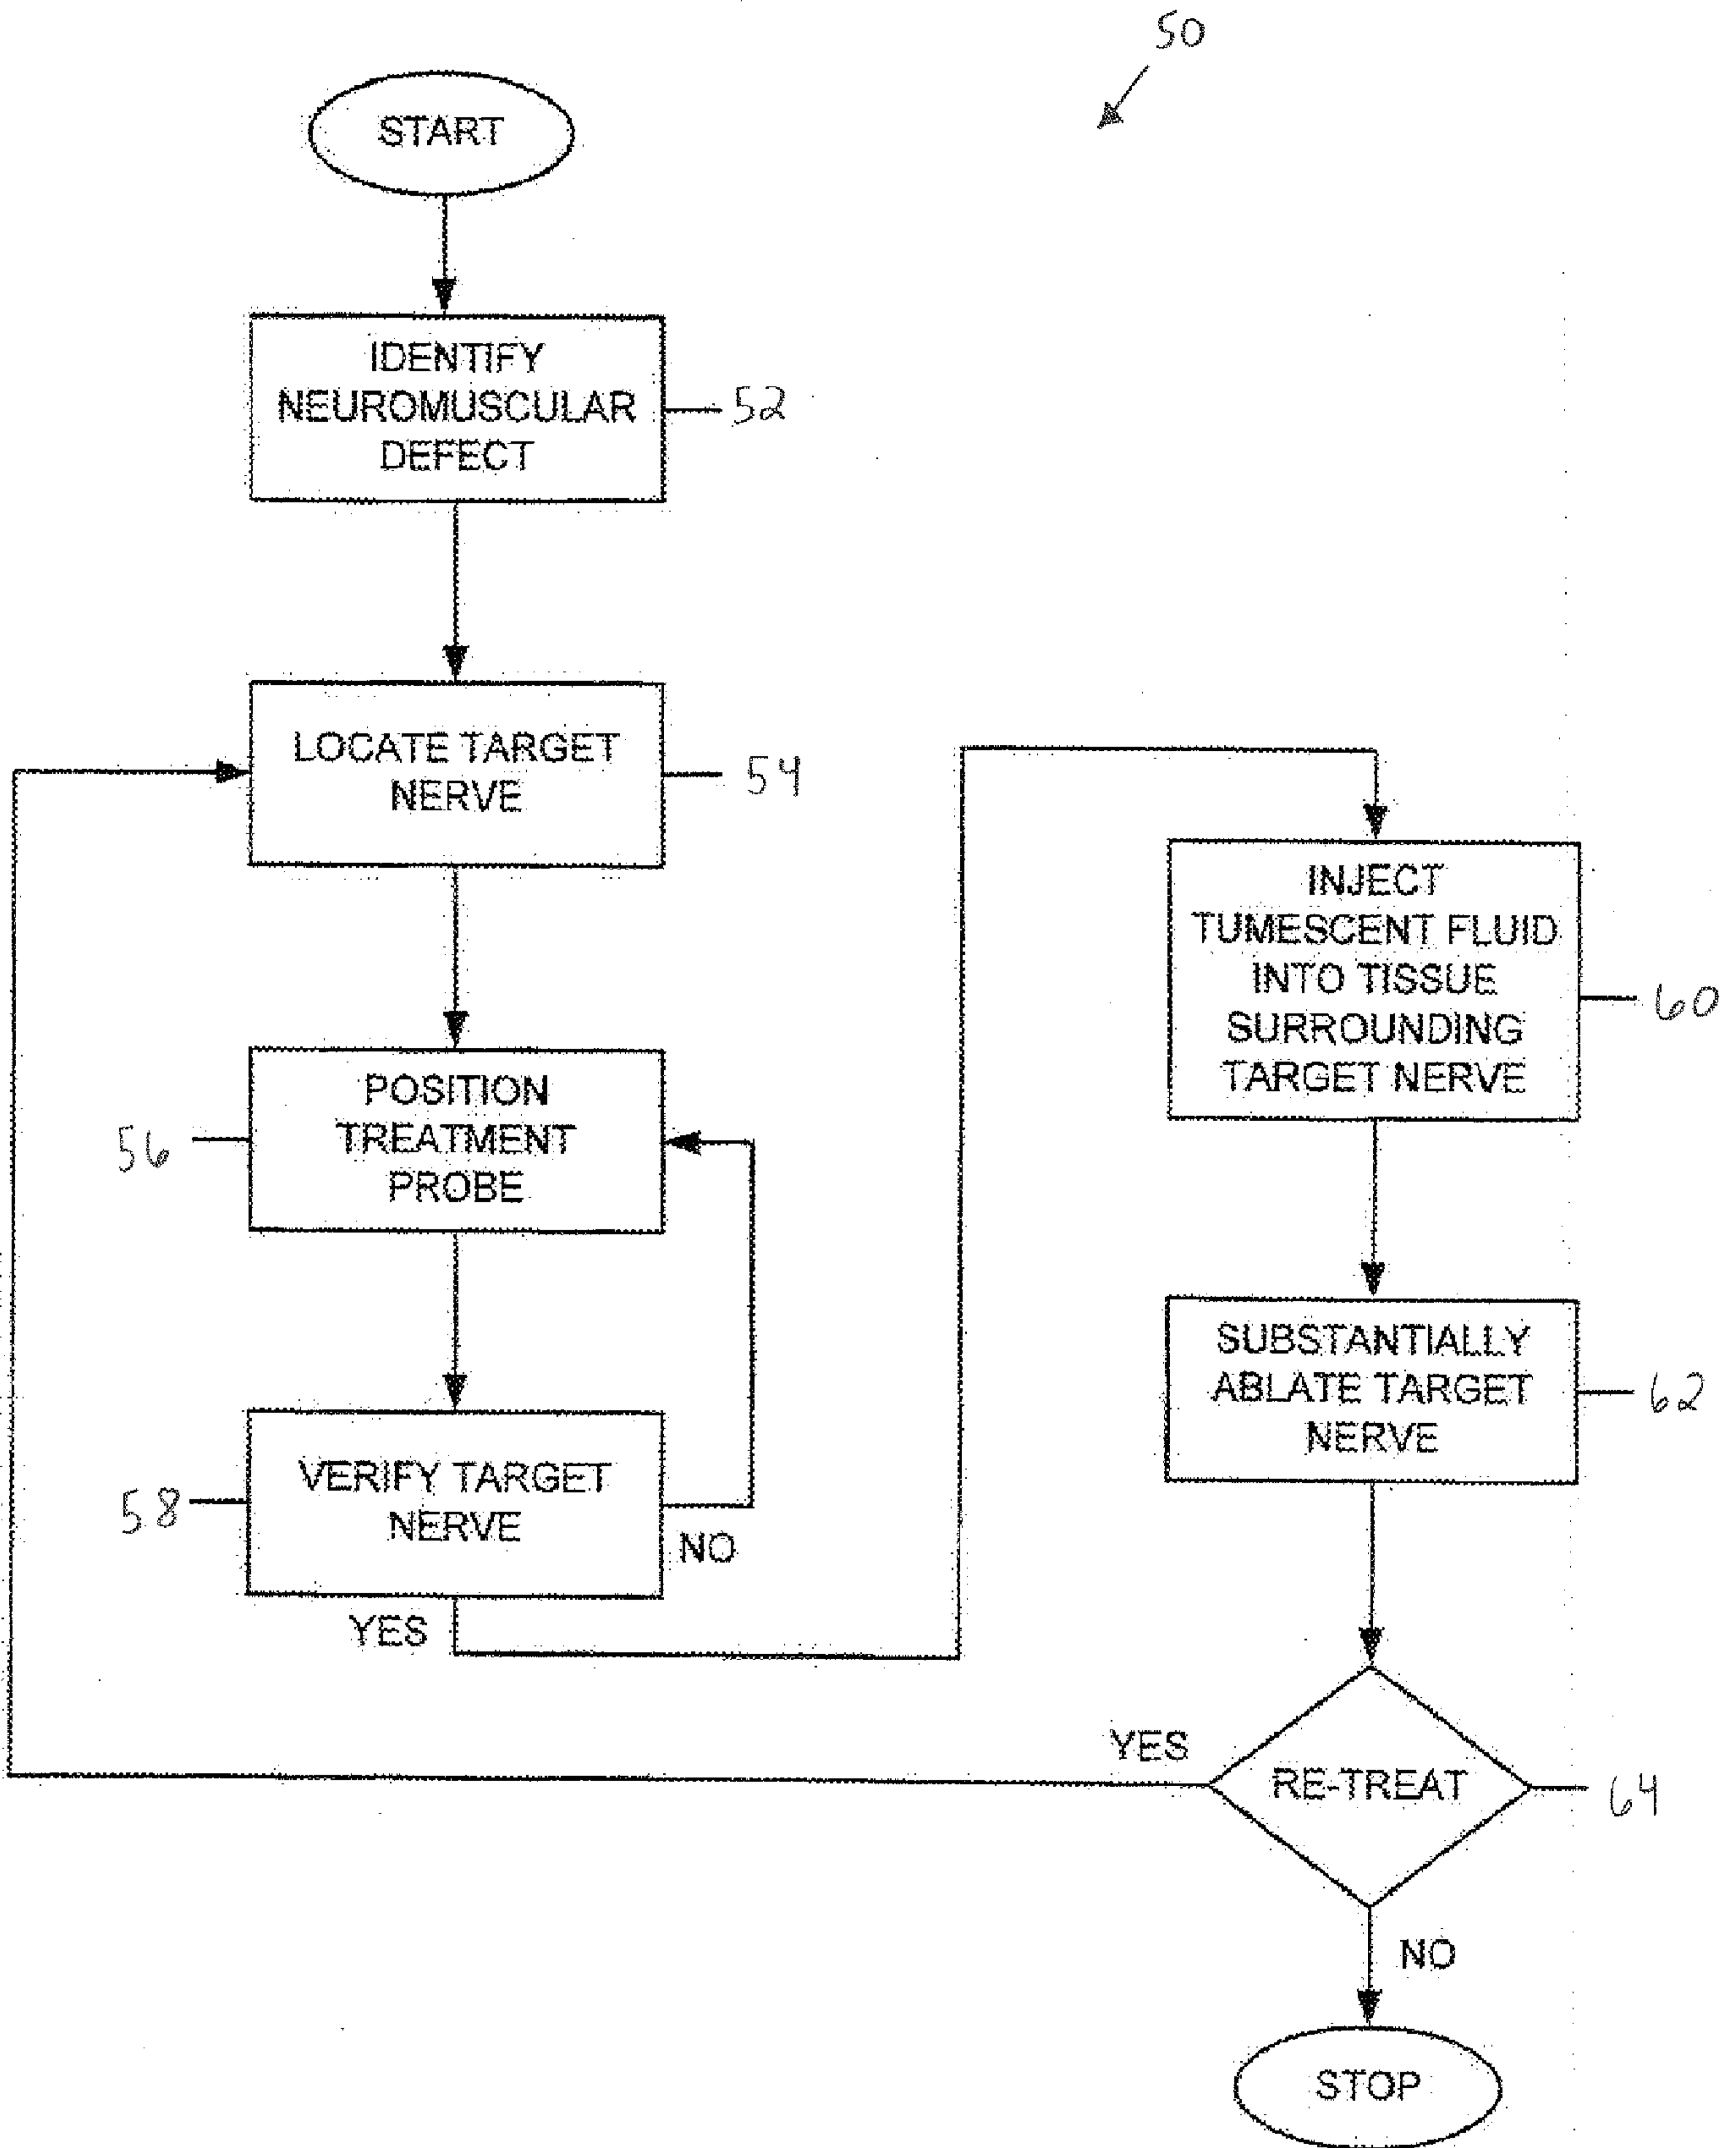 50
START
IDENTIFY
NEUROMUSCULAR
DEFECT
52
LOCATE TARGET
NERVE
54
POSITION
TREATMENT
PROBE
56
VERIFY TARGET
NERVE
58
NO
YES
INJECT
TUMESCENT FLUID
INTO TISSUE
SURROUNDING
TARGET NERVE
60
SUBSTANTIALLY
ABLATE TARGET
NERVE
62
YES
RE-TREAT
64
NO
STOP